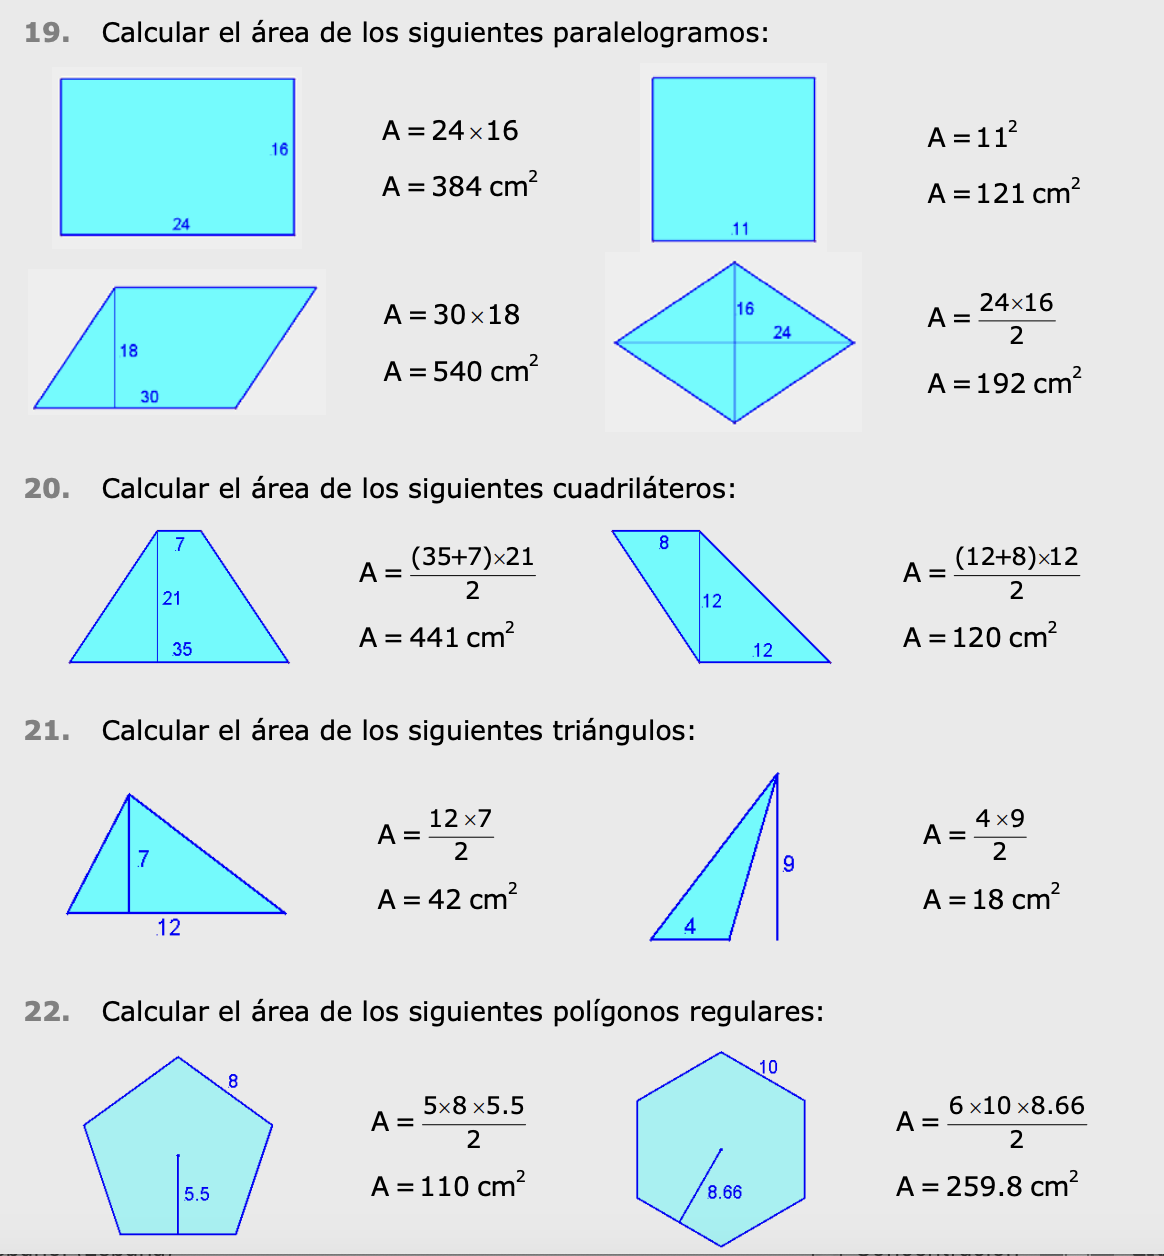 19. Calcular el área de los siguientes paralelogramos:
16
24
A = 24 × 16
A = 384 cm²
11
A = 11²
A = 121 cm²
18
30
A = 30 × 18
A = 540 cm²
16
24
A = 24×16 / 2
A = 192 cm²
20. Calcular el área de los siguientes cuadriláteros:
7
21
35
A = (35+7)×21 / 2
A = 441 cm²
8
12
12
A = (12+8)×12 / 2
A = 120 cm²
21. Calcular el área de los siguientes triángulos:
7
12
A = 12 ×7 / 2
A = 42 cm²
9
4
A = 4 ×9 / 2
A = 18 cm²
22. Calcular el área de los siguientes polígonos regulares:
8
5.5
A = 5×8 ×5.5 / 2
A = 110 cm²
10
8.66
A = 6 ×10 ×8.66 / 2
A = 259.8 cm²